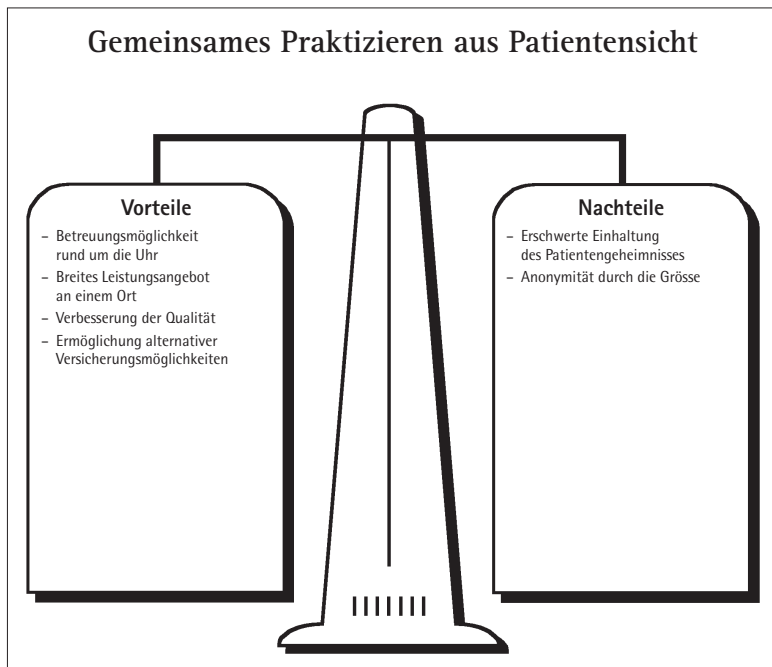 Gemeinsames Praktizieren aus Patientensicht
Vorteile
– Betreuungsmöglichkeit
rund um die Uhr
– Breites Leistungsangebot
an einem Ort
– Verbesserung der Qualität
– Ermöglichung alternativer
Versicherungsmöglichkeiten
Nachteile
– Erschwerte Einhaltung
des Patientengeheimnisses
– Anonymität durch die Grösse